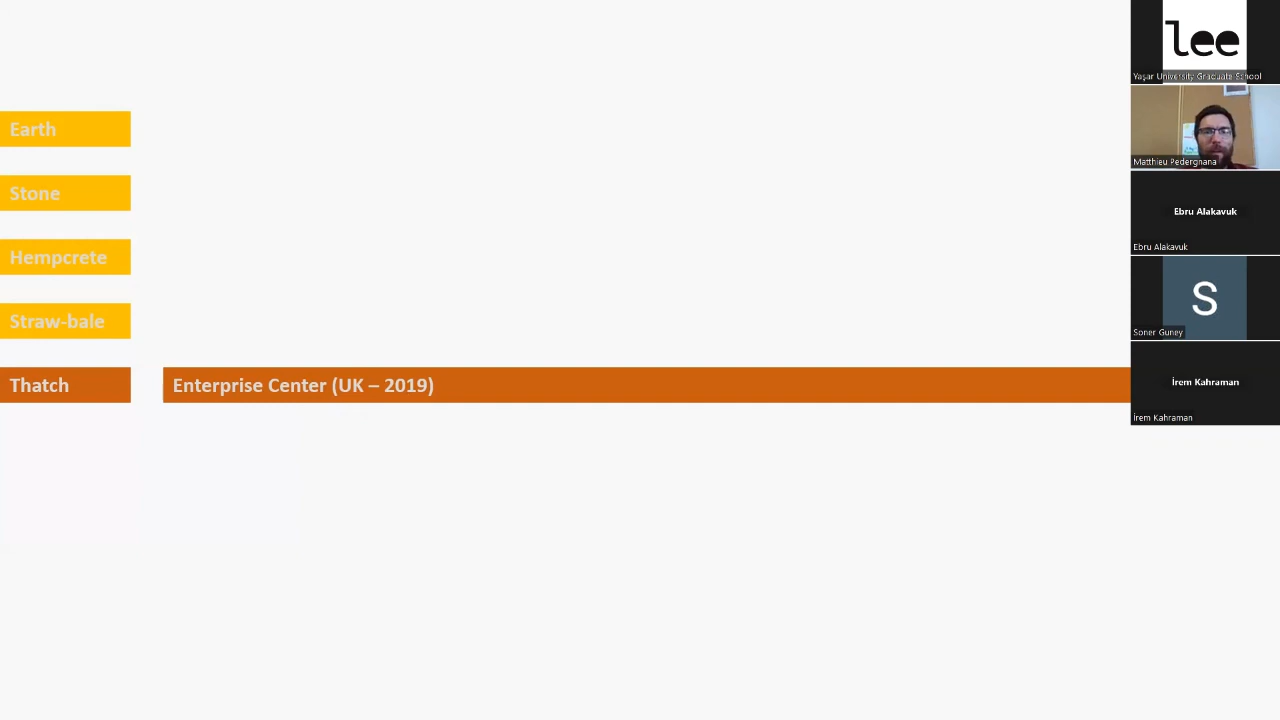 Earth
Stone
Hempcrete
Straw-bale
Thatch
Enterprise Center (UK – 2019)
lee
Yaşar University Graduate School
Matthieu Pedergnana
Ebru Alakavuk
Ebru Alakavuk
S
Soner Guney
İrem Kahraman
İrem Kahraman